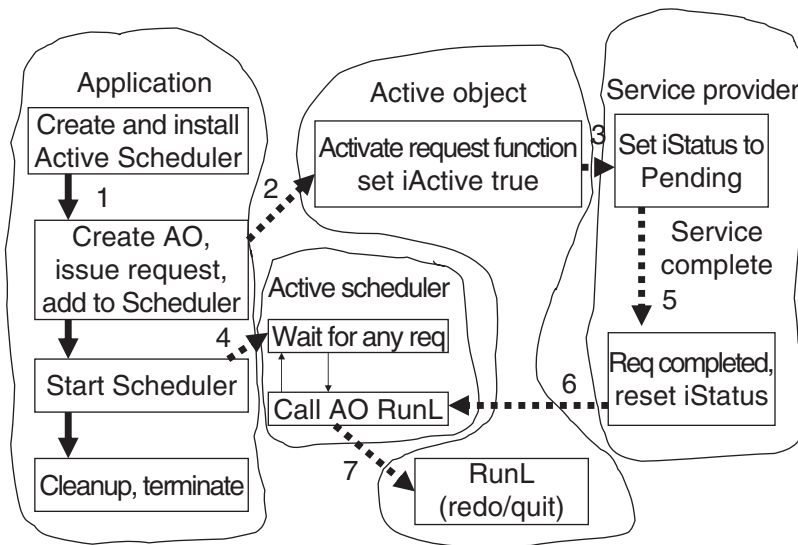 Application
Create and install
Active Scheduler
1
Create AO,
issue request,
add to Scheduler
Start Scheduler
Cleanup, terminate
2
Active object
Activate request function
set iActive true
3
Service provider
Set iStatus to
Pending
Service
complete
5
Req completed,
reset iStatus
4
Active scheduler
Wait for any req
Call AO RunL
6
7
RunL
(redo/quit)